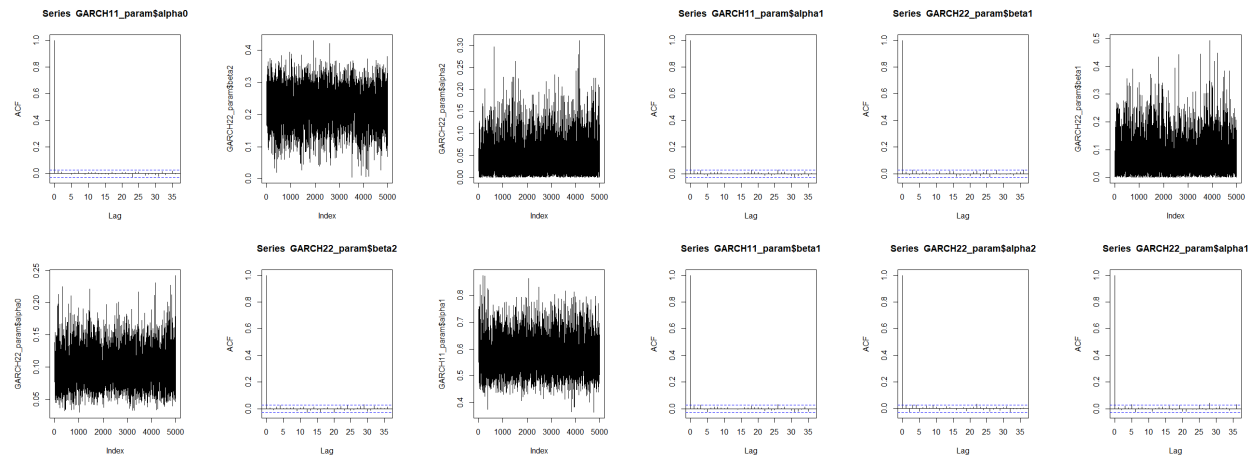 Series GARCH11_param$alpha0
ACF
0.0 0.2 0.4 0.6 0.8 1.0
0 5 10 15 20 25 30 35
Lag
GARCH22_param$beta2
0.0 0.1 0.2 0.3 0.4
0 1000 2000 3000 4000 5000
Index
GARCH22_param$alpha2
0.00 0.05 0.10 0.15 0.20 0.25 0.30
0 1000 2000 3000 4000 5000
Index
Series GARCH11_param$alpha1
ACF
0.0 0.2 0.4 0.6 0.8 1.0
0 5 10 15 20 25 30 35
Lag
Series GARCH22_param$beta1
ACF
0.0 0.2 0.4 0.6 0.8 1.0
0 5 10 15 20 25 30 35
Lag
GARCH22_param$beta1
0.0 0.1 0.2 0.3 0.4 0.5
0 1000 2000 3000 4000 5000
Index
GARCH22_param$alpha0
0.05 0.10 0.15 0.20 0.25
0 1000 2000 3000 4000 5000
Index
Series GARCH22_param$beta2
ACF
0.0 0.2 0.4 0.6 0.8 1.0
0 5 10 15 20 25 30 35
Lag
GARCH11_param$alpha1
0.4 0.5 0.6 0.7 0.8
0 1000 2000 3000 4000 5000
Index
Series GARCH11_param$beta1
ACF
0.0 0.2 0.4 0.6 0.8 1.0
0 5 10 15 20 25 30 35
Lag
Series GARCH22_param$alpha2
ACF
0.0 0.2 0.4 0.6 0.8 1.0
0 5 10 15 20 25 30 35
Lag
Series GARCH22_param$alpha1
ACF
0.0 0.2 0.4 0.6 0.8 1.0
0 5 10 15 20 25 30 35
Lag